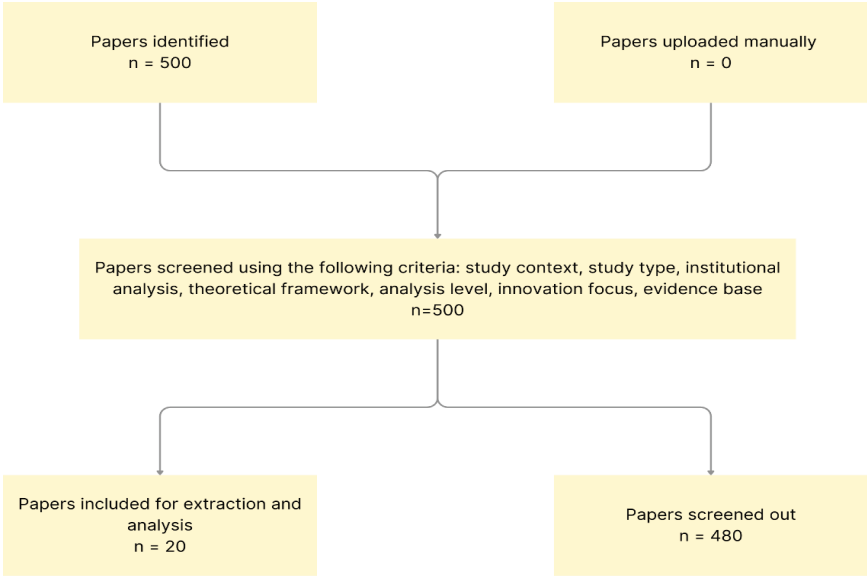 Papers identified
n = 500
Papers uploaded manually
n = 0
Papers screened using the following criteria: study context, study type, institutional
analysis, theoretical framework, analysis level, innovation focus, evidence base
n=500
Papers included for extraction and
analysis
n = 20
Papers screened out
n = 480